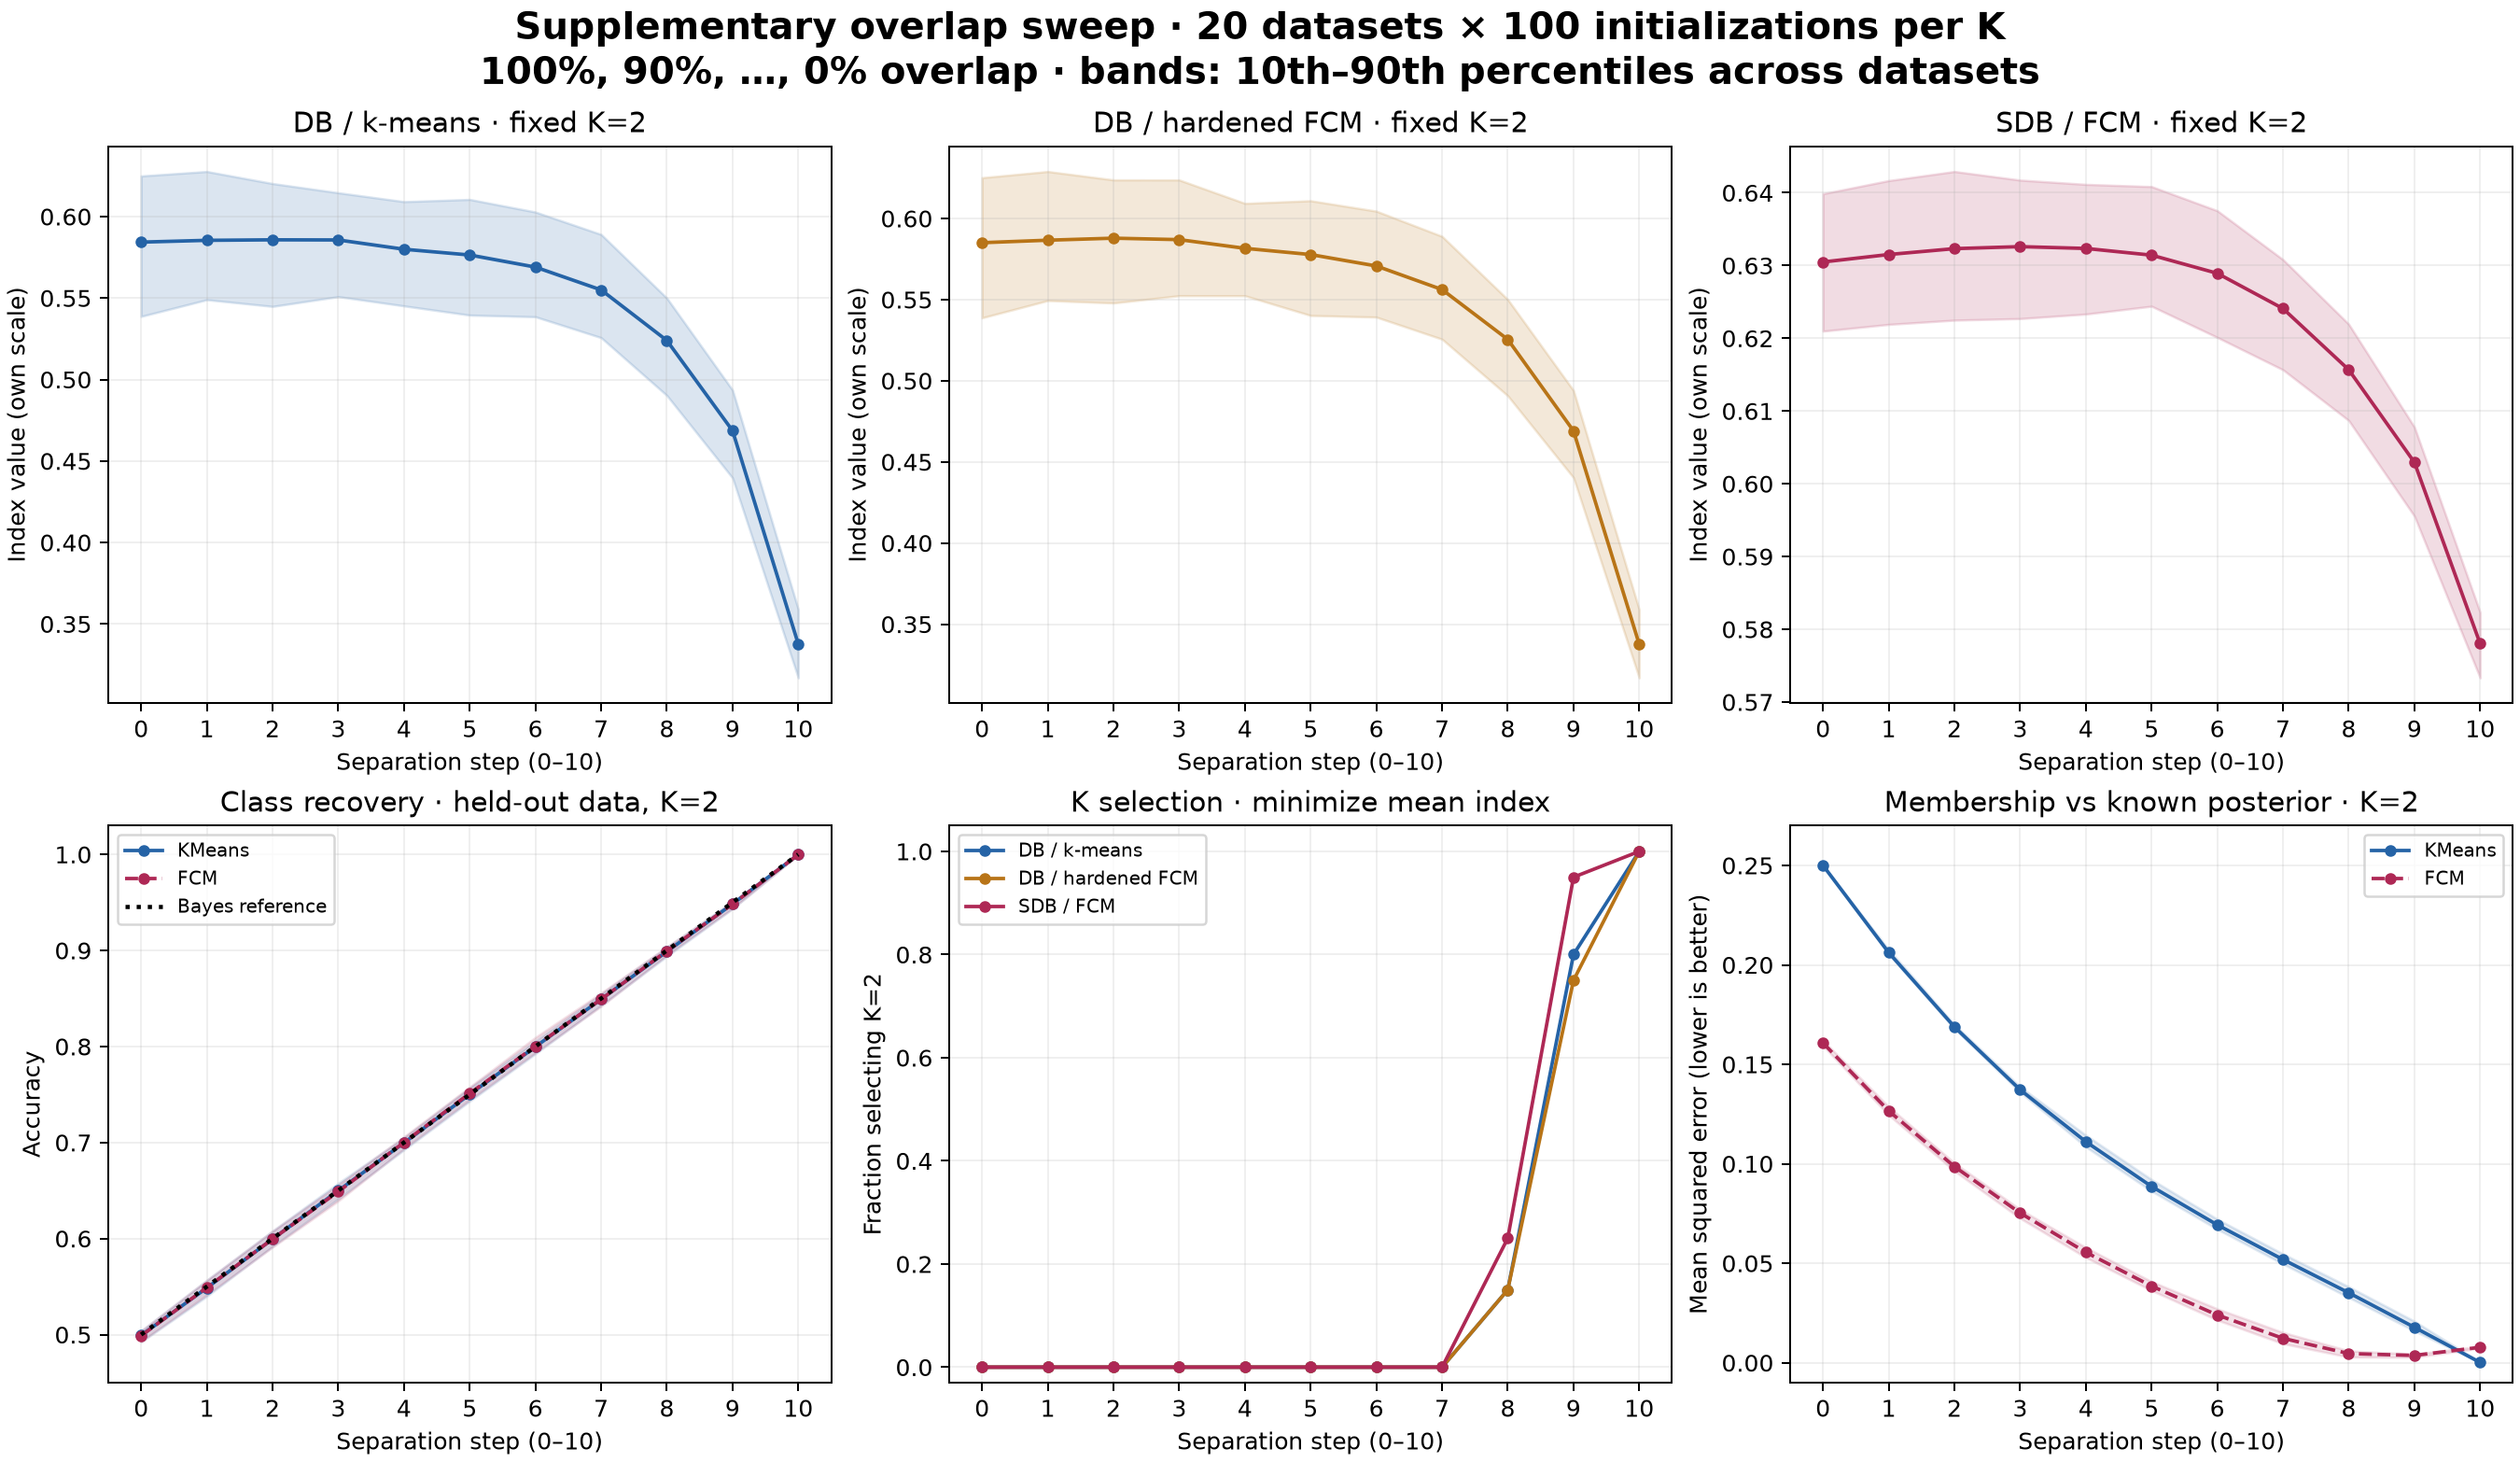 Supplementary overlap sweep · 20 datasets × 100 initializations per K
100%, 90%, ..., 0% overlap · bands: 10th–90th percentiles across datasets
DB / k-means · fixed K=2
Index value (own scale)
0.60
0.55
0.50
0.45
0.40
0.35
0 1 2 3 4 5 6 7 8 9 10
Separation step (0–10)
DB / hardened FCM · fixed K=2
Index value (own scale)
0.60
0.55
0.50
0.45
0.40
0.35
0 1 2 3 4 5 6 7 8 9 10
Separation step (0–10)
SDB / FCM · fixed K=2
Index value (own scale)
0.64
0.63
0.62
0.61
0.60
0.59
0.58
0.57
0 1 2 3 4 5 6 7 8 9 10
Separation step (0–10)
Class recovery · held-out data, K=2
Accuracy
1.0
0.9
0.8
0.7
0.6
0.5
KMeans
FCM
Bayes reference
0 1 2 3 4 5 6 7 8 9 10
Separation step (0–10)
K selection · minimize mean index
Fraction selecting K=2
1.0
0.8
0.6
0.4
0.2
0.0
DB / k-means
DB / hardened FCM
SDB / FCM
0 1 2 3 4 5 6 7 8 9 10
Separation step (0–10)
Membership vs known posterior · K=2
Mean squared error (lower is better)
0.25
0.20
0.15
0.10
0.05
0.00
KMeans
FCM
0 1 2 3 4 5 6 7 8 9 10
Separation step (0–10)